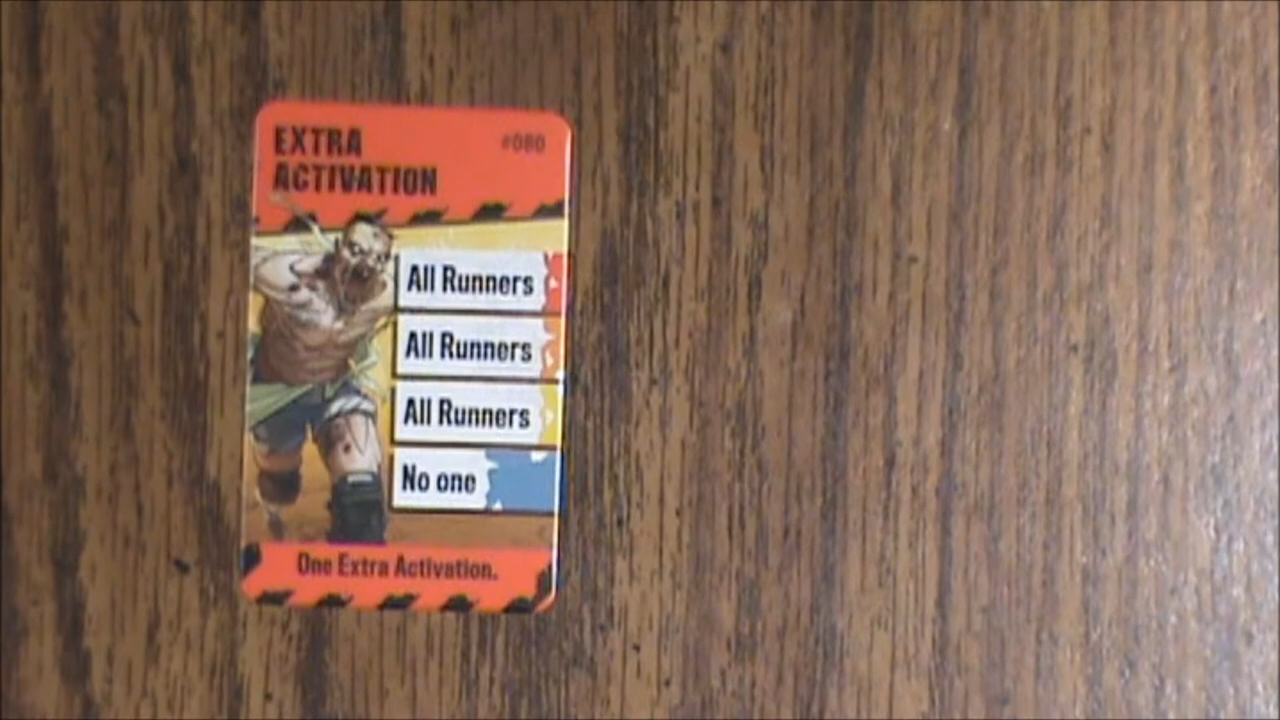 EXTRA
ACTIVATION
#080
All Runners
All Runners
All Runners
No one
One Extra Activation.